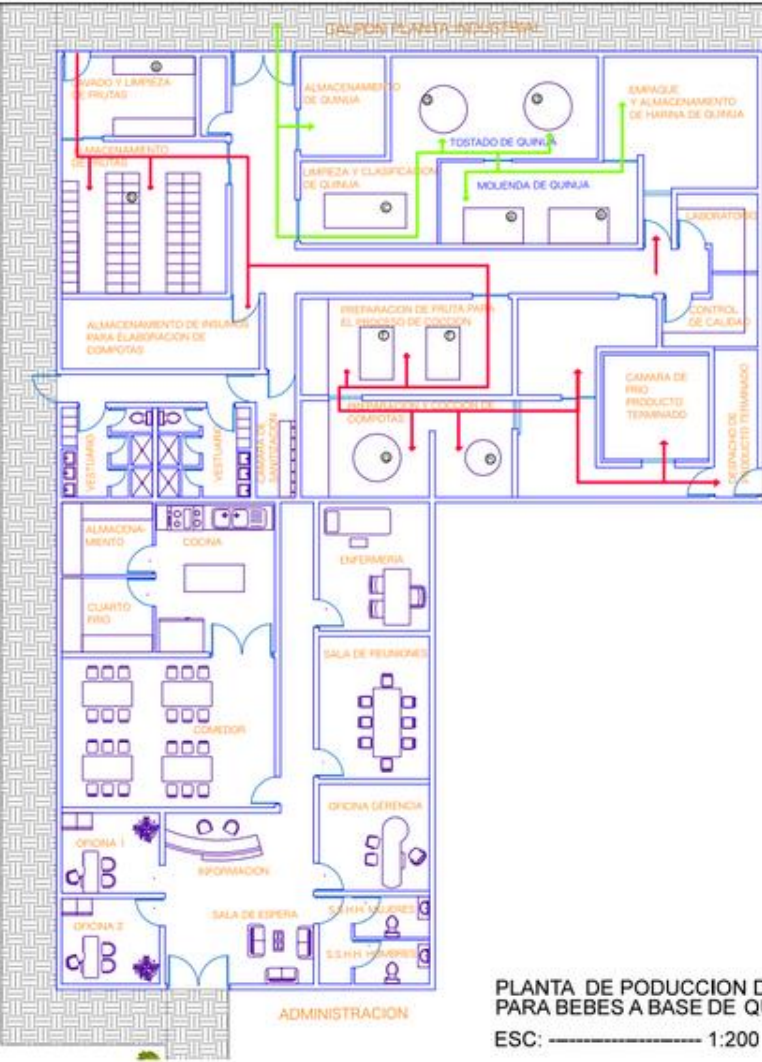 GALPON PLANTA INDUSTRIAL
LAVADO Y LIMPIEZA
DE FRUTAS
ALMACENAMIENTO
DE QUINUA
EMPAQUE
Y ALMACENAMIENTO
DE HARINA DE QUINUA
ALMACENAMIENTO
DE FRUTAS
TOSTADO DE QUINUA
LIMPIEZA Y CLASIFICACION
DE QUINUA
MOLIENDA DE QUINUA
LABORATORIO
ALMACENAMIENTO DE INSUMOS
PARA ELABORACION DE
COMPOTAS
PREPARACION DE FRUTA PARA
EL PROCESO DE COCCION
CONTROL
DE CALIDAD
CAMARA DE
FRIO
PRODUCTO
TERMINADO
PREPARACION Y COCCION DE
COMPOTAS
DESPACHO DE
PRODUCTO TERMINADO
VESTUARIO
VESTUARIO
CAMARA DE
SANITIZACION
ALMACENA-
MIENTO
COCINA
ENFERMERIA
CUARTO
FRIO
SALA DE REUNIONES
COMEDOR
OFICINA GERENCIA
OFICINA 1
INFORMACION
OFICINA 2
SALA DE ESPERA
S.S.H.H. MUJERES
S.S.H.H. HOMBRES
ADMINISTRACION
PLANTA DE PODUCCION D
PARA BEBES A BASE DE QU
ESC: ---------------------- 1:200